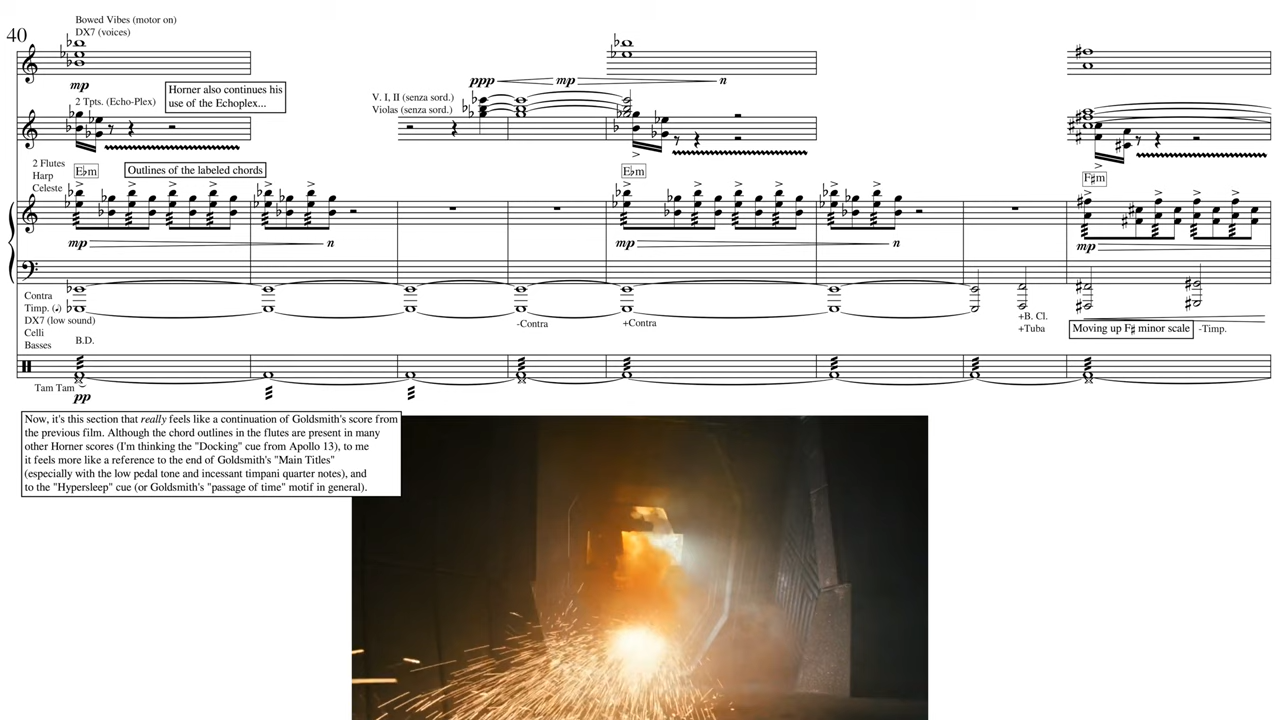 40
Bowed Vibes (motor on)
DX7 (voices)
mp
Horner also continues his
use of the Echoplex...
2 Tpts. (Echo-Plex)
V. I, II (senza sord.)
Violas (senza sord.)
ppp mp n
2 Flutes
Harp
Celeste
E♭m
Outlines of the labeled chords
E♭m
F♯m
mp n mp n mp
Contra
Timp. (♩)
DX7 (low sound)
Celli
Basses
-Contra
+Contra
+B. Cl.
+Tuba
Moving up F♯ minor scale
-Timp.
B.D.
Tam Tam
pp
Now, it's this section that really feels like a continuation of Goldsmith's score from
the previous film. Although the chord outlines in the flutes are present in many
other Horner scores (I'm thinking the "Docking" cue from Apollo 13), to me
it feels more like a reference to the end of Goldsmith's "Main Titles"
(especially with the low pedal tone and incessant timpani quarter notes), and
to the "Hypersleep" cue (or Goldsmith's "passage of time" motif in general).